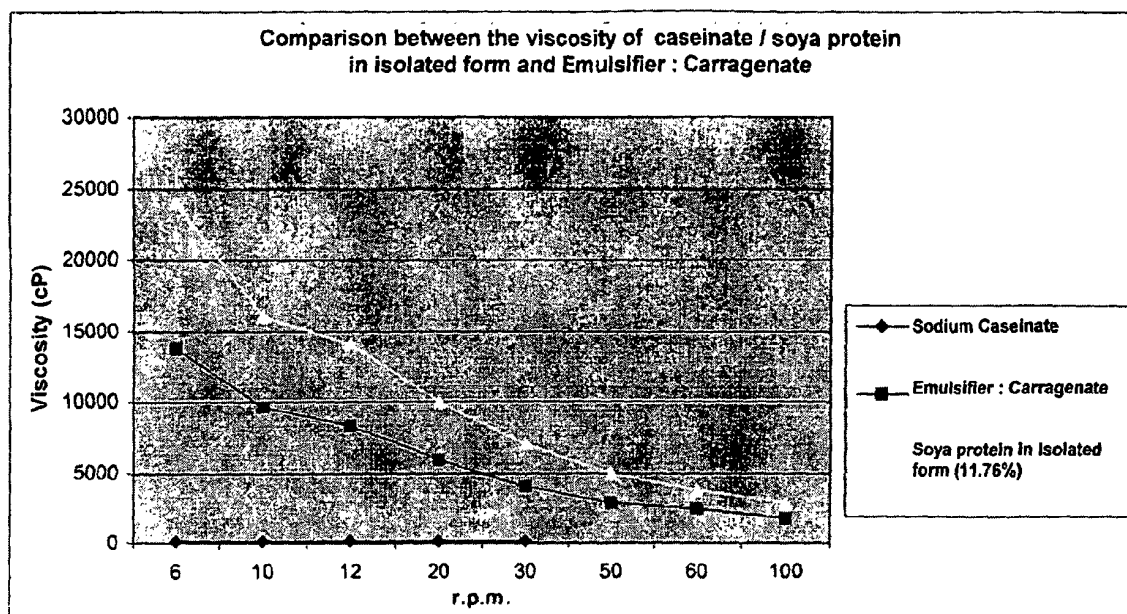 Comparison between the viscosity of caseinate / soya protein
in isolated form and Emulsifier : Carragenate
30000
25000
20000
15000
10000
5000
0
Viscosity (cP)
6 10 12 20 30 50 60 100
r.p.m.
Sodium Caseinate
Emulsifier : Carragenate
Soya protein in Isolated
form (11.76%)